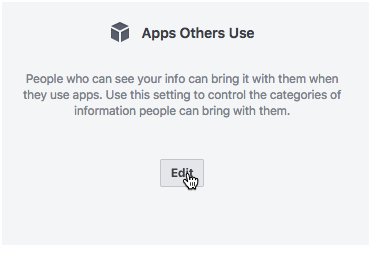 Apps Others Use
People who can see your info can bring it with them when
they use apps. Use this setting to control the categories of
information people can bring with them.
Edit